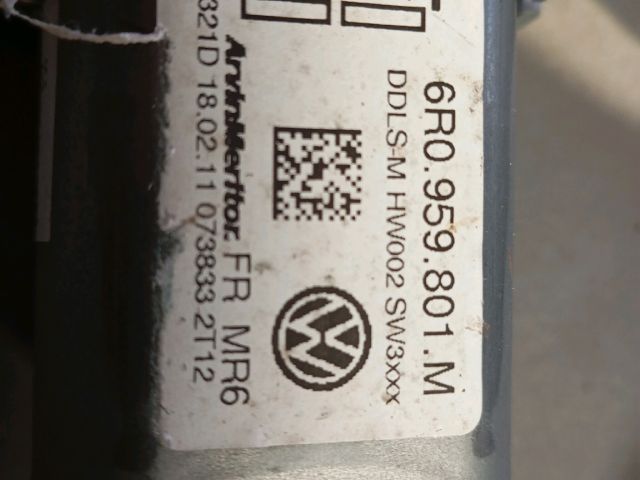 6R0.959.801.M
DDLS-M HW002 SW3xxx
ArvinMeritor. FR MR6
321D 18.02.11 073833 2T12